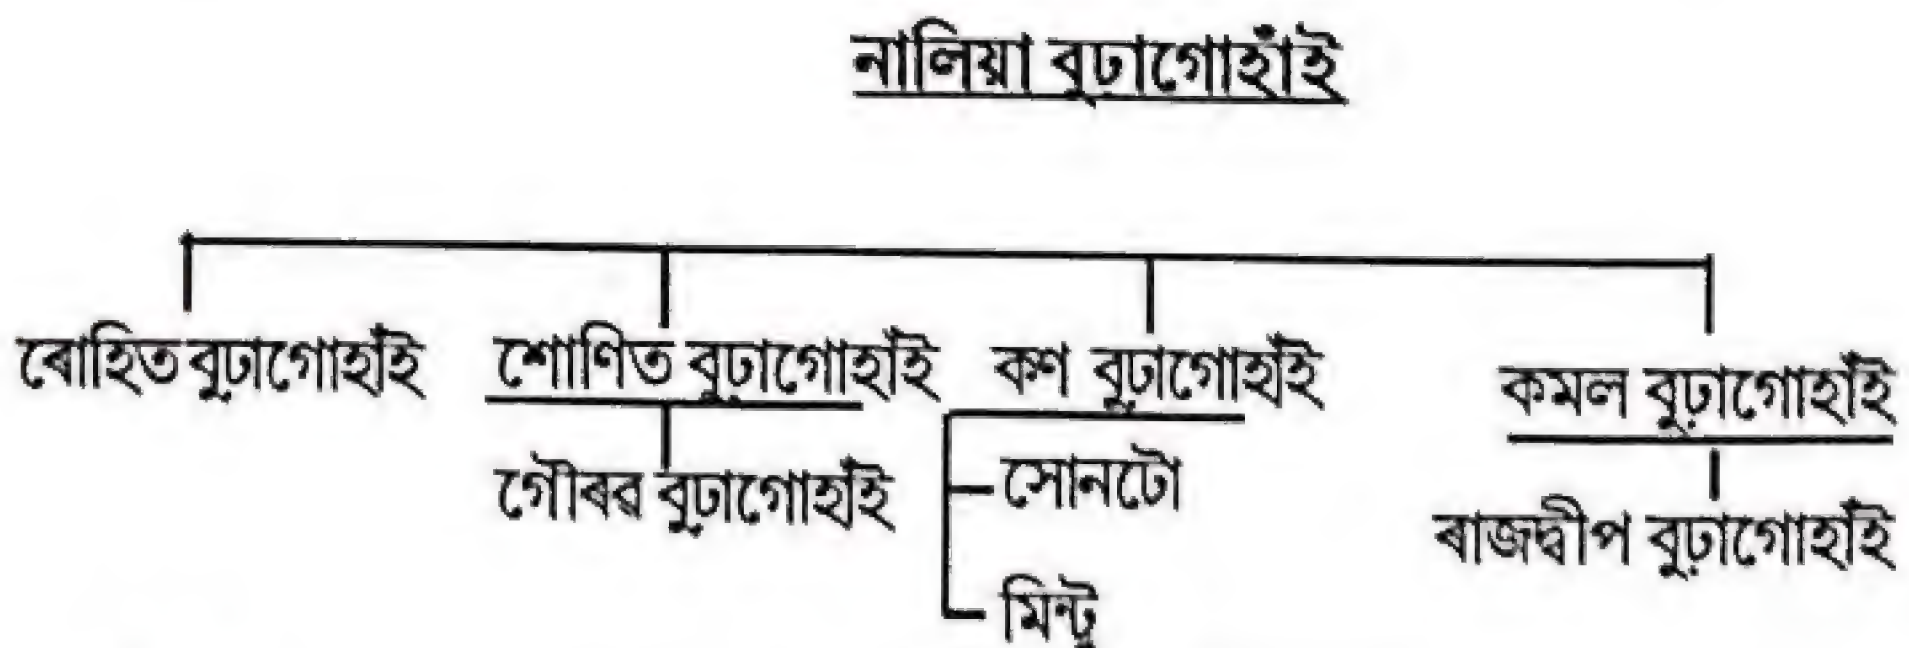 নালিয়া বুঢ়াগোহাঁই
ৰোহিত বুঢ়াগোহাঁই শোণিত বুঢ়াগোহাঁই কণ বুঢ়াগোহাঁই কমল বুঢ়াগোহাঁই
গৌৰৱ বুঢ়াগোহাঁই সোনটৌ ৰাজদ্বীপ বুঢ়াগোহাঁই
মিন্টু